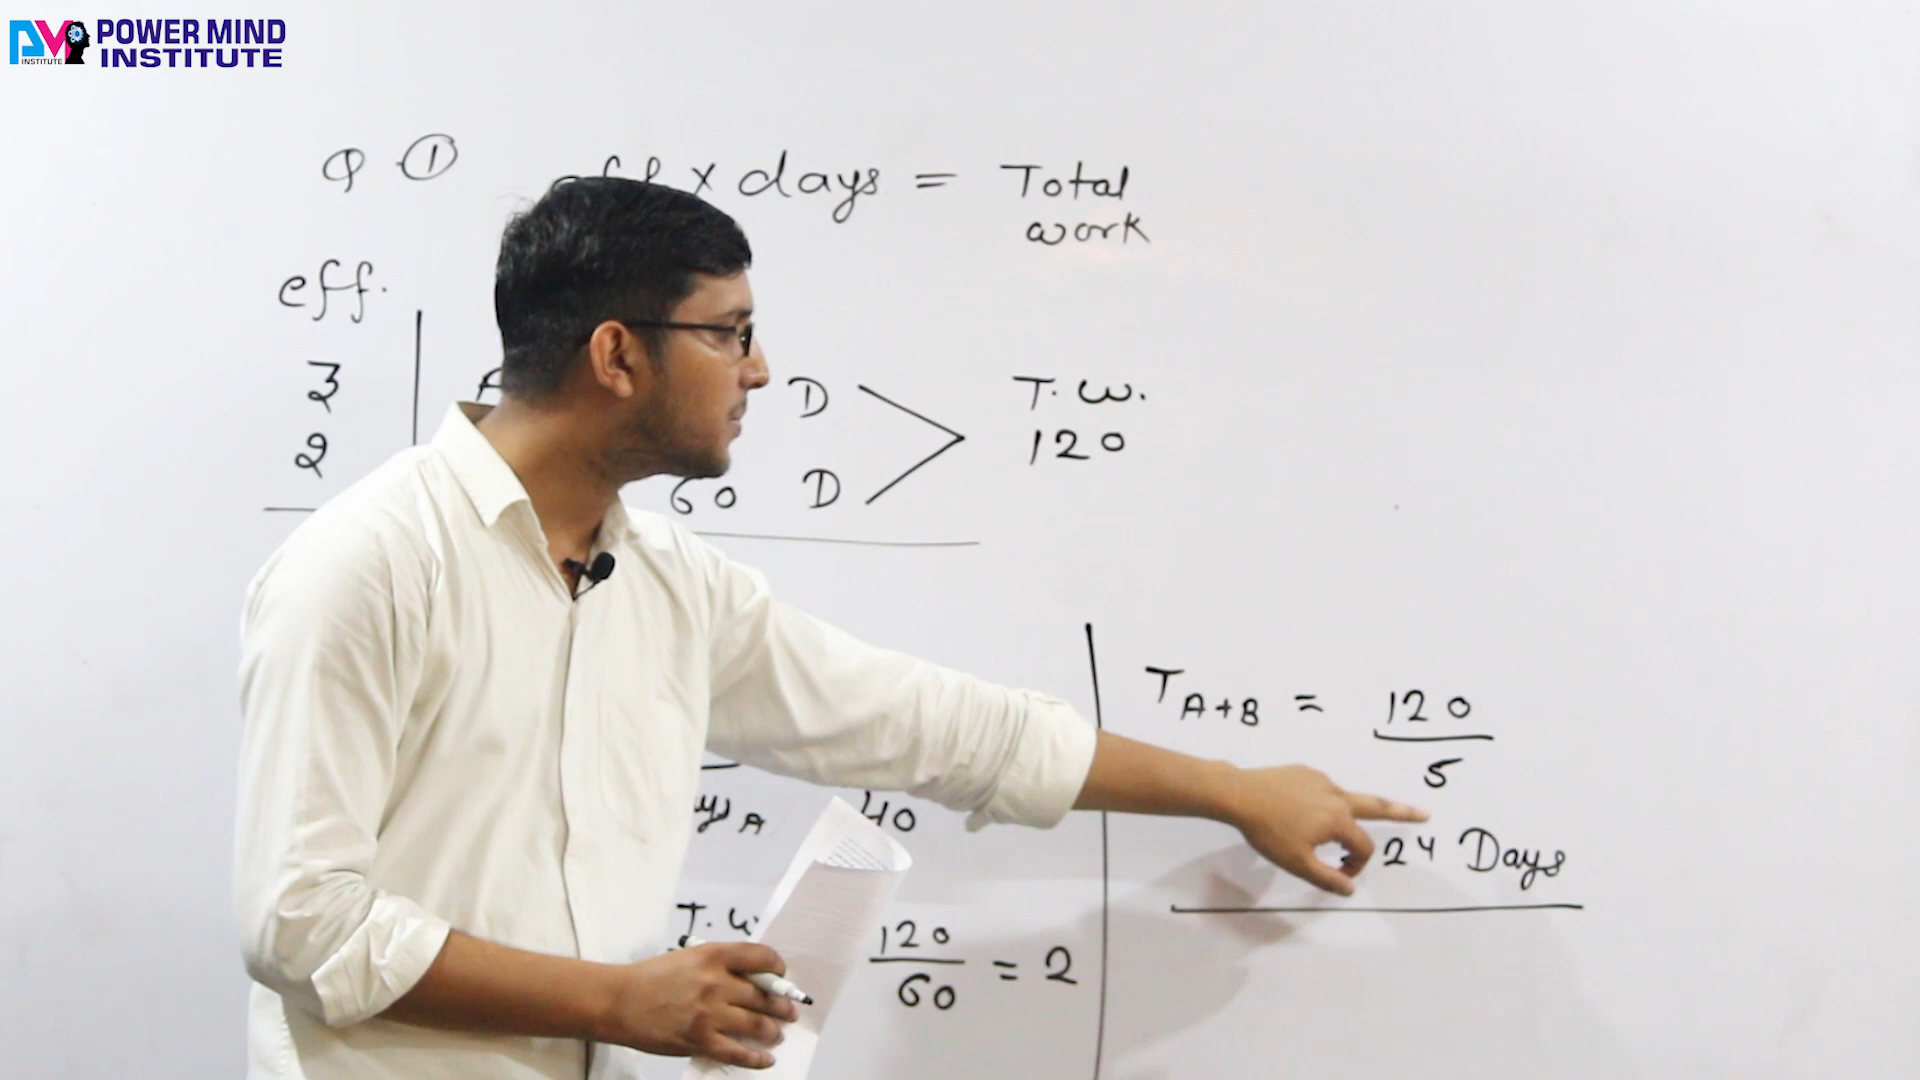 POWER MIND
INSTITUTE
INSTITUTE
Q ①
eff × days = Total
work
eff.
3
2
A
D
60 D
T. W.
120
T A+B = 120
5
24 Days
A 40
T. W.
120
60
= 2